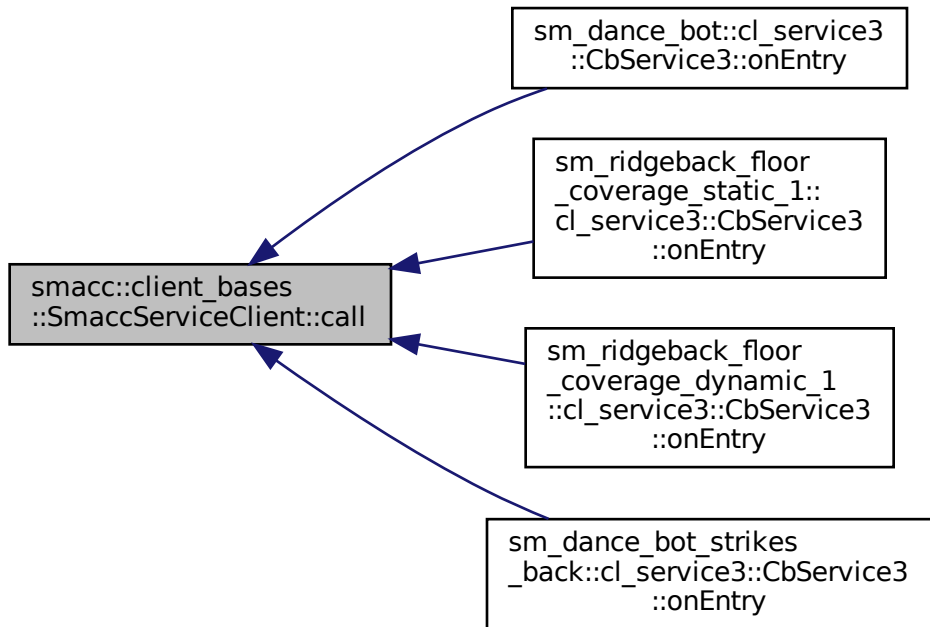 sm_dance_bot::cl_service3
::CbService3::onEntry
sm_ridgeback_floor
_coverage_static_1::
cl_service3::CbService3
::onEntry
smacc::client_bases
::SmaccServiceClient::call
sm_ridgeback_floor
_coverage_dynamic_1
::cl_service3::CbService3
::onEntry
sm_dance_bot_strikes
_back::cl_service3::CbService3
::onEntry